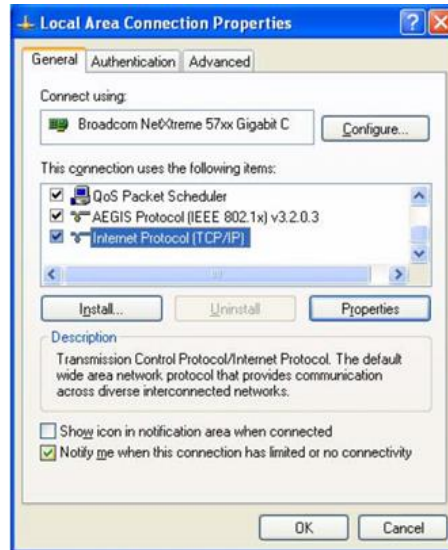 Local Area Connection Properties
General
Authentication
Advanced
Connect using:
Broadcom NetXtreme 57xx Gigabit C
Configure...
This connection uses the following items:
QoS Packet Scheduler
AEGIS Protocol (IEEE 802.1x) v3.2.0.3
Internet Protocol (TCP/IP)
Install...
Uninstall
Properties
Description
Transmission Control Protocol/Internet Protocol. The default
wide area network protocol that provides communication
across diverse interconnected networks.
Show icon in notification area when connected
Notify me when this connection has limited or no connectivity
OK
Cancel